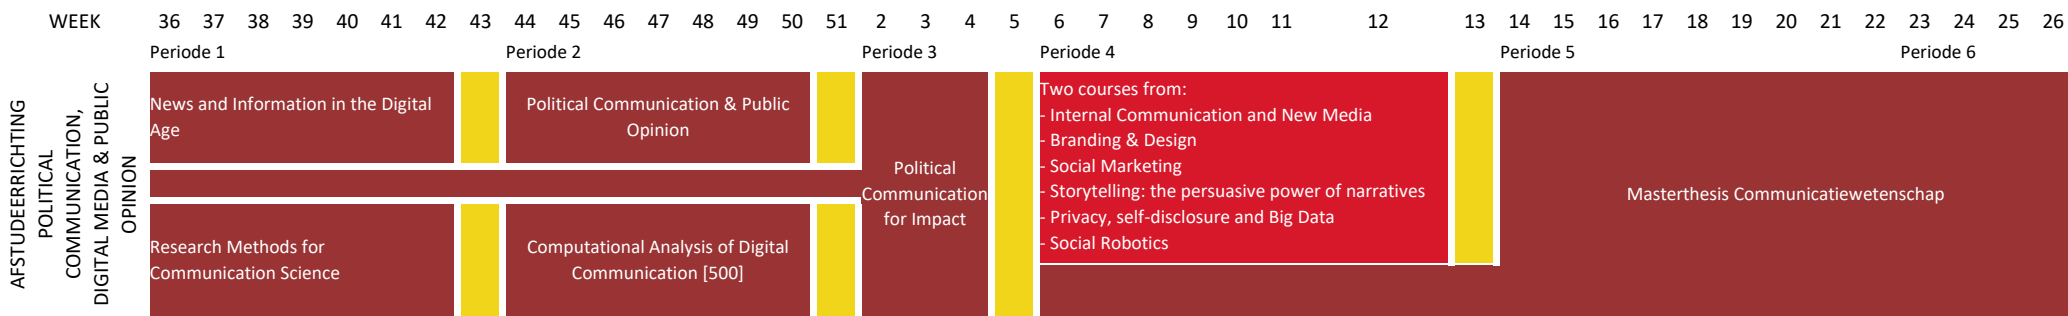 WEEK 36 37 38 39 40 41 42 43 44 45 46 47 48 49 50 51 2 3 4 5 6 7 8 9 10 11 12 13 14 15 16 17 18 19 20 21 22 23 24 25 26
Periode 1 Periode 2 Periode 3 Periode 4 Periode 5 Periode 6
AFSTUDEERRICHTING
POLITICAL
COMMUNICATION,
DIGITAL MEDIA & PUBLIC
OPINION
News and Information in the Digital
Age
Research Methods for
Communication Science
Political Communication & Public
Opinion
Computational Analysis of Digital
Communication [500]
Political
Communication
for Impact
Two courses from:
- Internal Communication and New Media
- Branding & Design
- Social Marketing
- Storytelling: the persuasive power of narratives
- Privacy, self-disclosure and Big Data
- Social Robotics
Masterthesis Communicatiewetenschap